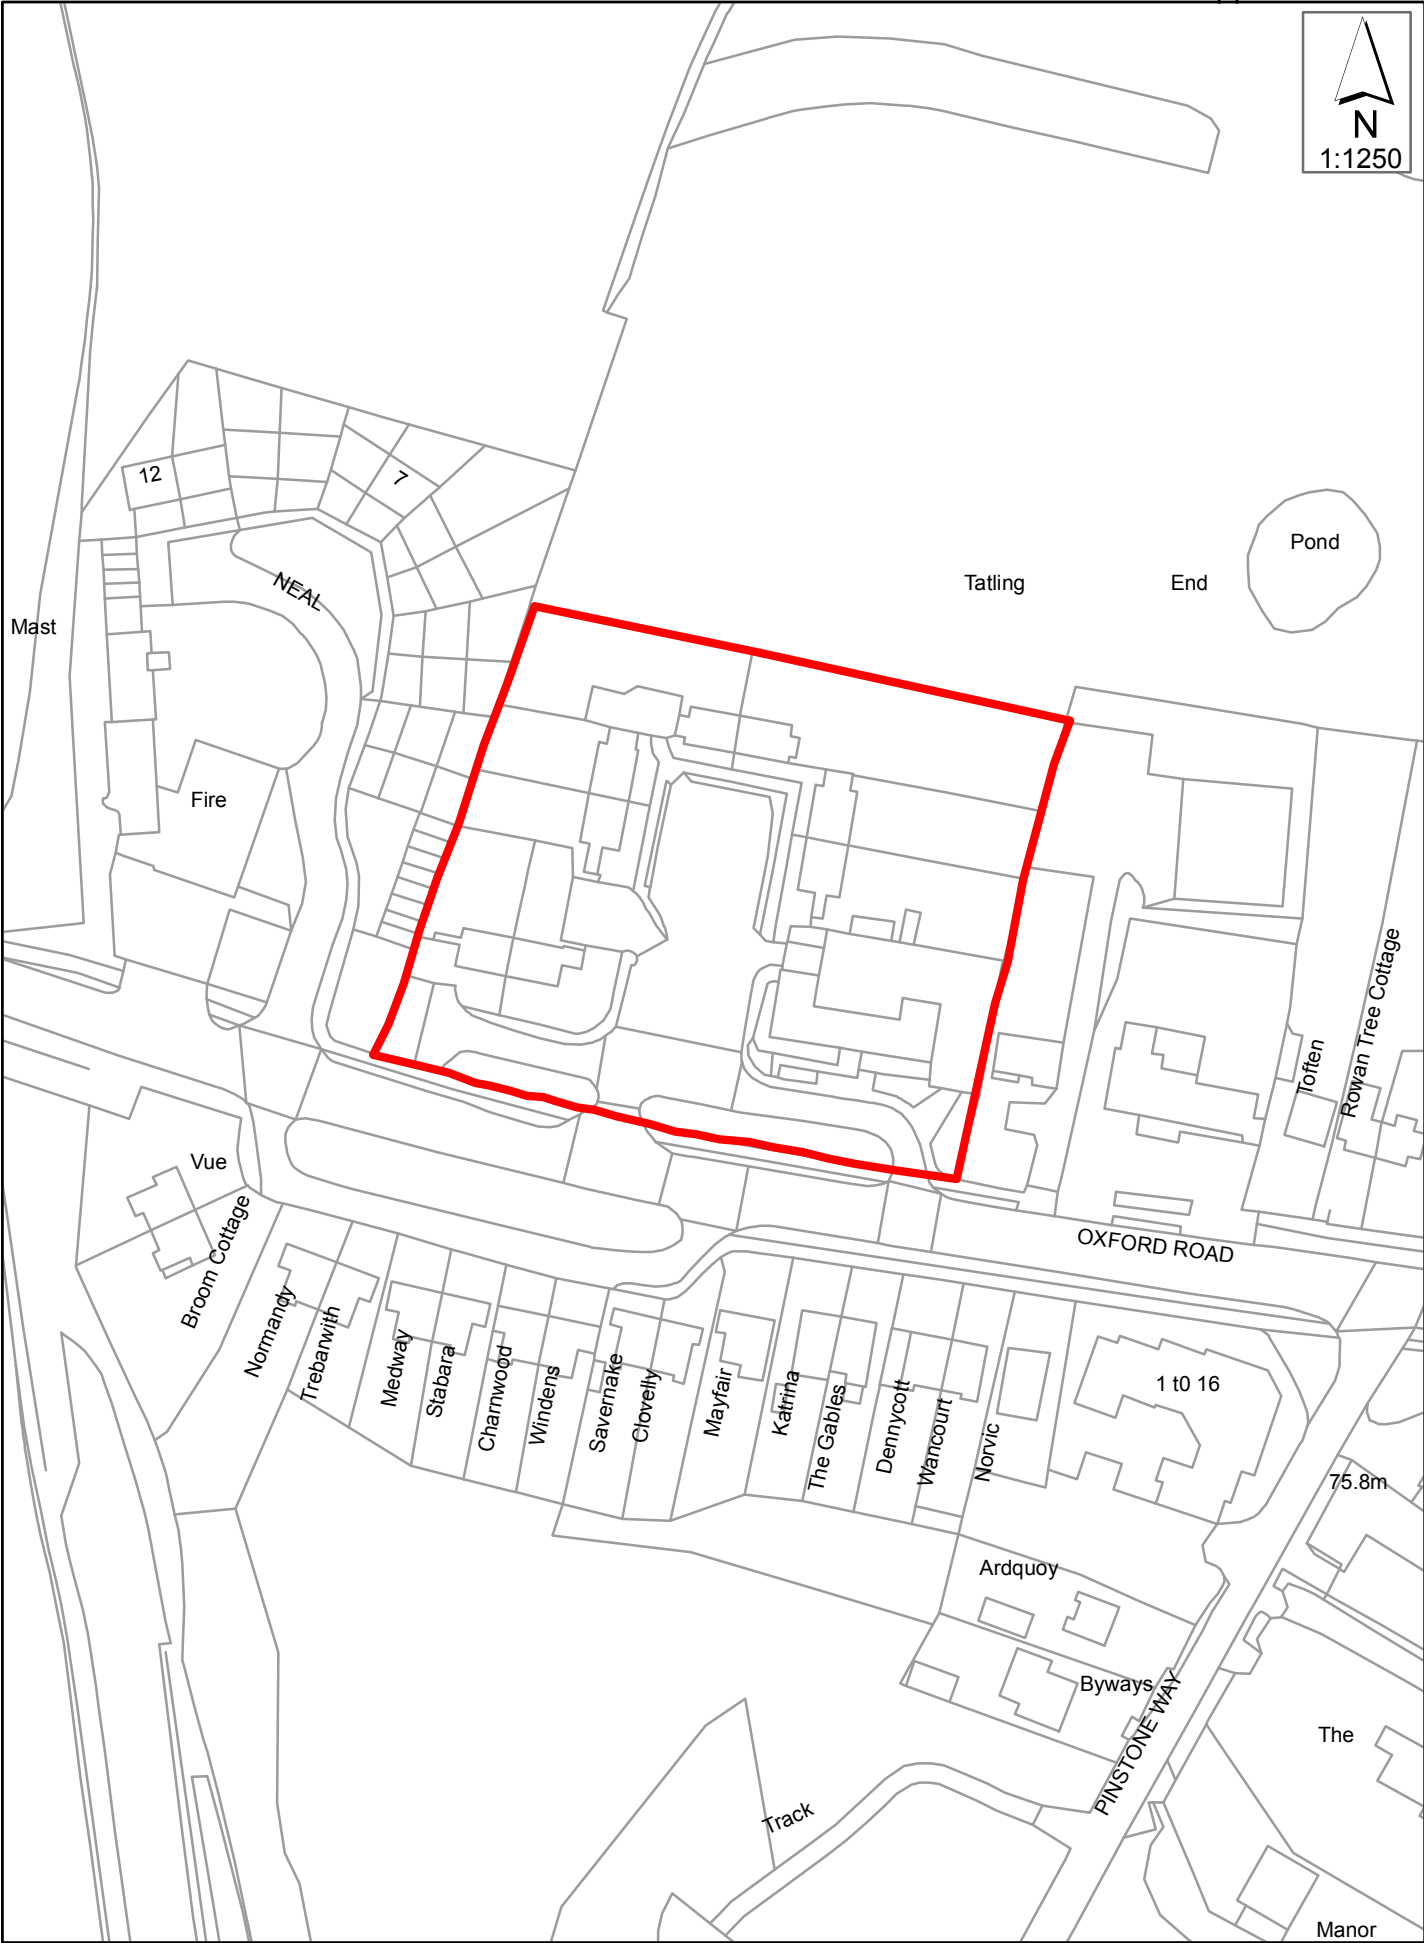 N
1:1250
12
7
Pond
NEAL
Tatling
End
Mast
Fire
Toften
Rowan Tree Cottage
Vue
Broom Cottage
OXFORD ROAD
Normandy
Trebarwith
Medway
Stabara
Charnwood
Windens
Savernake
Clovelly
Mayfair
Katrina
The Gables
Dennycott
Wancourt
Norvic
1 t0 16
75.8m
Ardquoy
Byways
PINSTONE WAY
The
Track
Manor